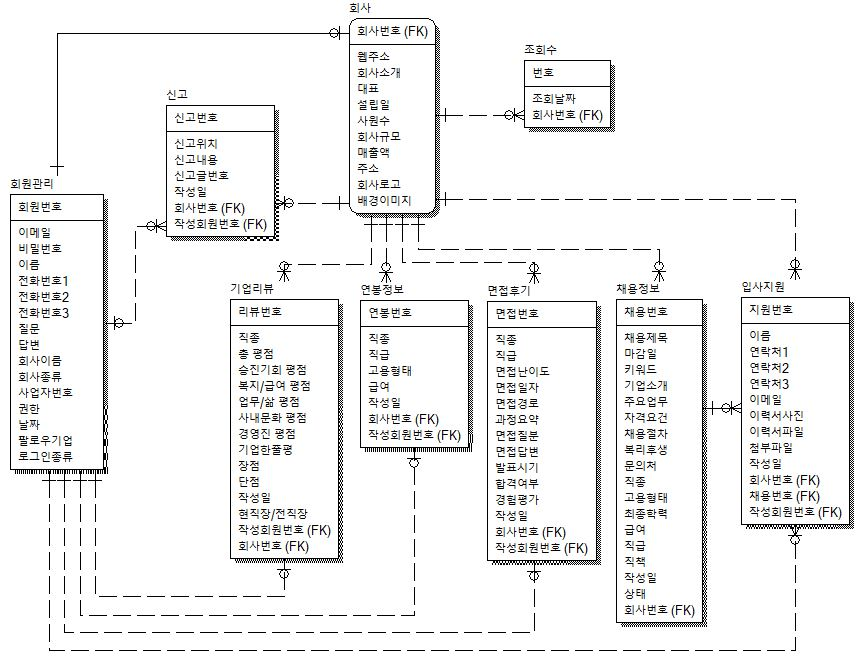 회사
회사번호 (FK)
웹주소
회사소개
대표
설립일
사원수
회사규모
매출액
주소
회사로고
배경이미지
조회수
번호
조회날짜
회사번호 (FK)
신고
신고번호
신고위치
신고내용
신고글번호
작성일
회사번호 (FK)
작성회원번호 (FK)
회원관리
회원번호
이메일
비밀번호
이름
전화번호1
전화번호2
전화번호3
질문
답변
회사이름
회사종류
사업자번호
권한
날짜
팔로우기업
로그인종류
기업리뷰
리뷰번호
직종
총 평점
승진기회 평점
복지/급여 평점
업무/삶 평점
사내문화 평점
경영진 평점
기업한줄평
장점
단점
작성일
현직장/전직장
작성회원번호 (FK)
회사번호 (FK)
연봉정보
연봉번호
직종
직급
고용형태
급여
작성일
회사번호 (FK)
작성회원번호 (FK)
면접후기
면접번호
직종
직급
면접난이도
면접일자
면접경로
과정요약
면접질문
면접답변
발표시기
합격여부
경험평가
작성일
회사번호 (FK)
작성회원번호 (FK)
채용정보
채용번호
채용제목
마감일
키워드
기업소개
주요업무
자격요건
채용절차
복리후생
문의처
직종
고용형태
최종학력
급여
직급
직책
작성일
상태
회사번호 (FK)
입사지원
지원번호
이름
연락처1
연락처2
연락처3
이메일
이력서사진
이력서파일
첨부파일
작성일
회사번호 (FK)
채용번호 (FK)
작성회원번호 (FK)